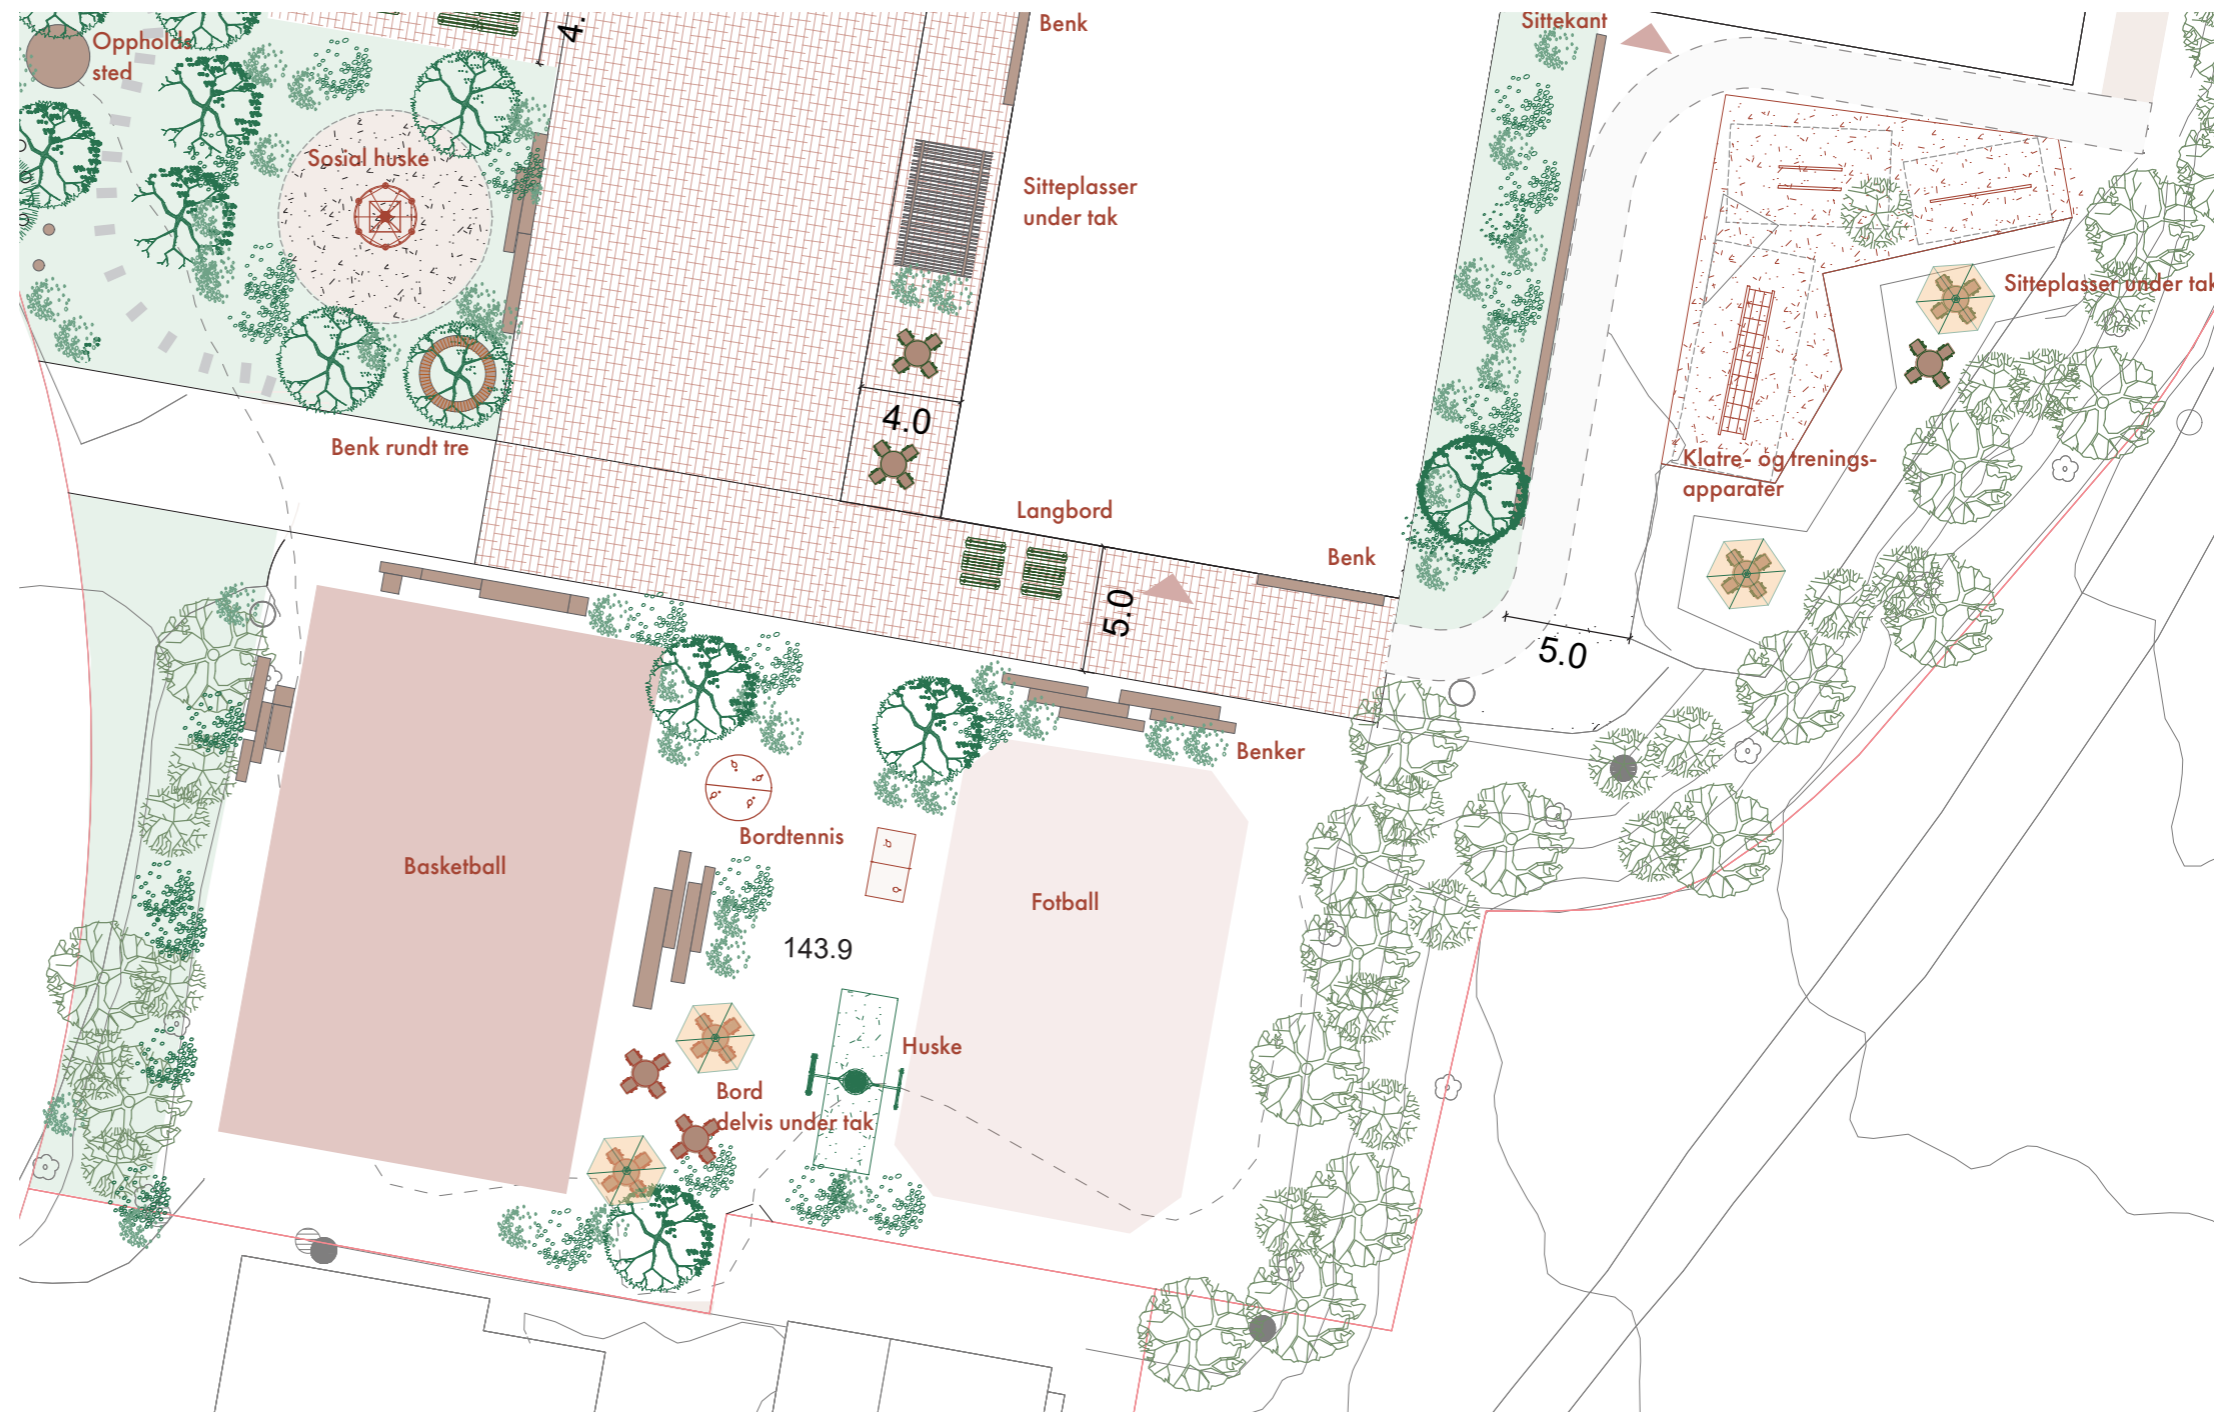 Sittekant
Benk
4.
Oppholds
sted
Sosial huske
Sitteplasser
under tak
Sitteplasser under tak
4.0
Benk rundt tre
Klatre- og trenings-
apparater
Langbord
Benk
5.0
5.0
Benker
Bordtennis
Basketball
Fotball
143.9
Huske
Bord
delvis under tak